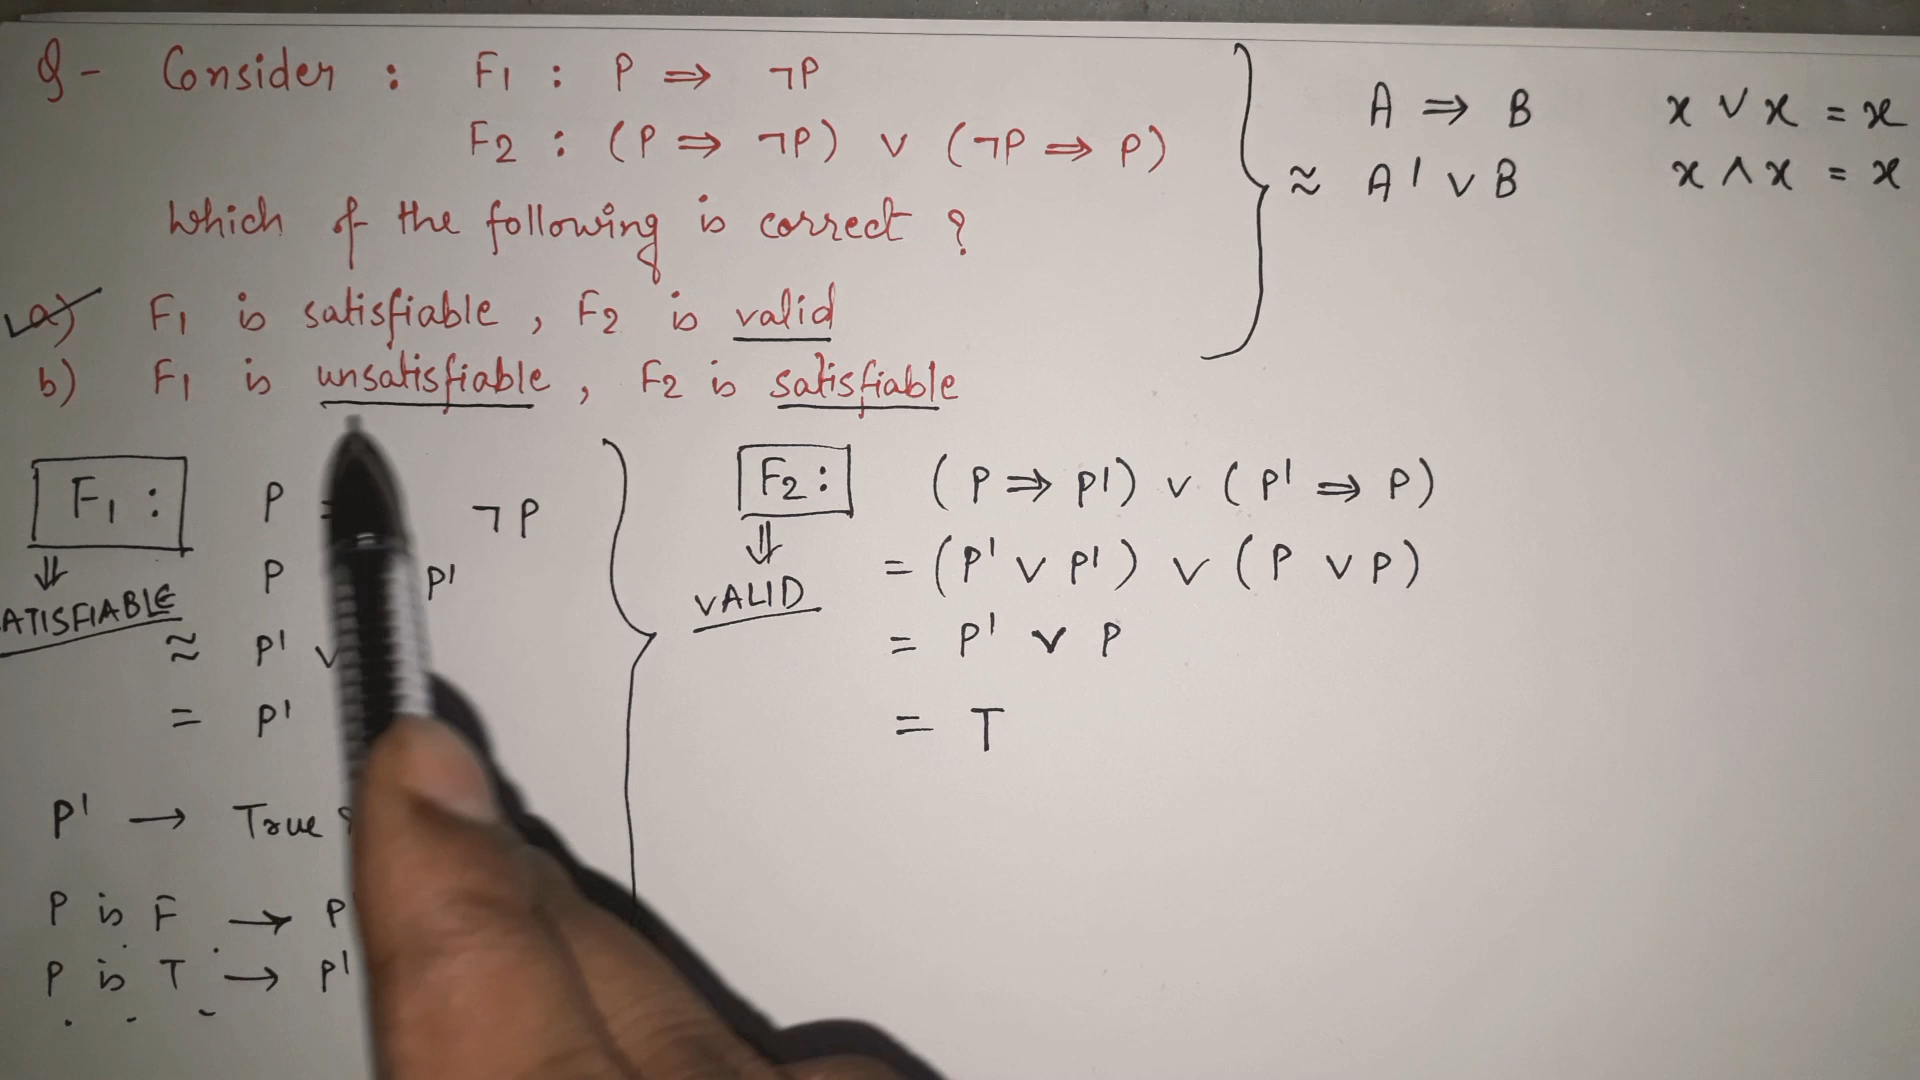 Q - Consider : F1 : P ⇒ ¬P
F2 : (P ⇒ ¬P) ∨ (¬P ⇒ P)
Which of the following is correct ?
a) F1 is satisfiable, F2 is valid
b) F1 is unsatisfiable, F2 is satisfiable
A ⇒ B
≈ A' ∨ B
x ∨ x = x
x ∧ x = x
F1 :
ATISFIABLE
P ¬P
P P'
≈ P' ∨
= P'
P' → True
P is F → P
P is T → P'
F2 :
VALID
(P ⇒ P') ∨ (P' ⇒ P)
= (P' ∨ P') ∨ (P ∨ P)
= P' ∨ P
= T